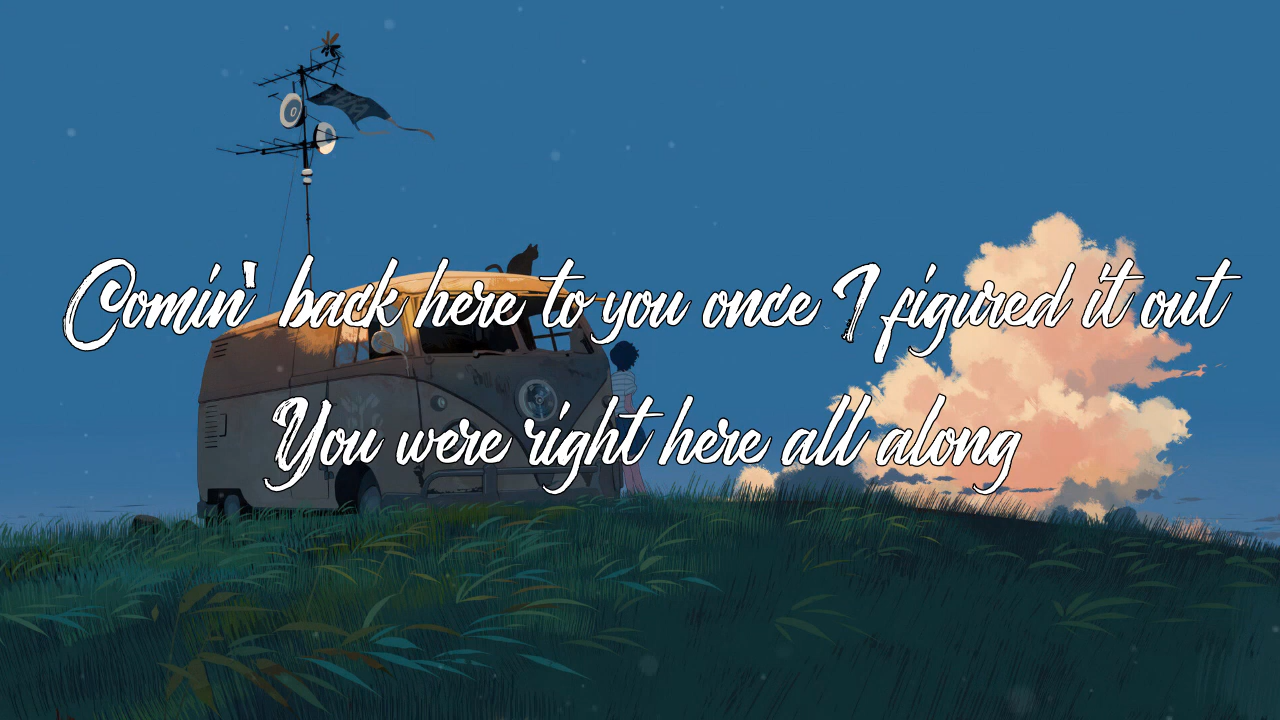 Comin' back here to you once I figured it out
You were right here all along